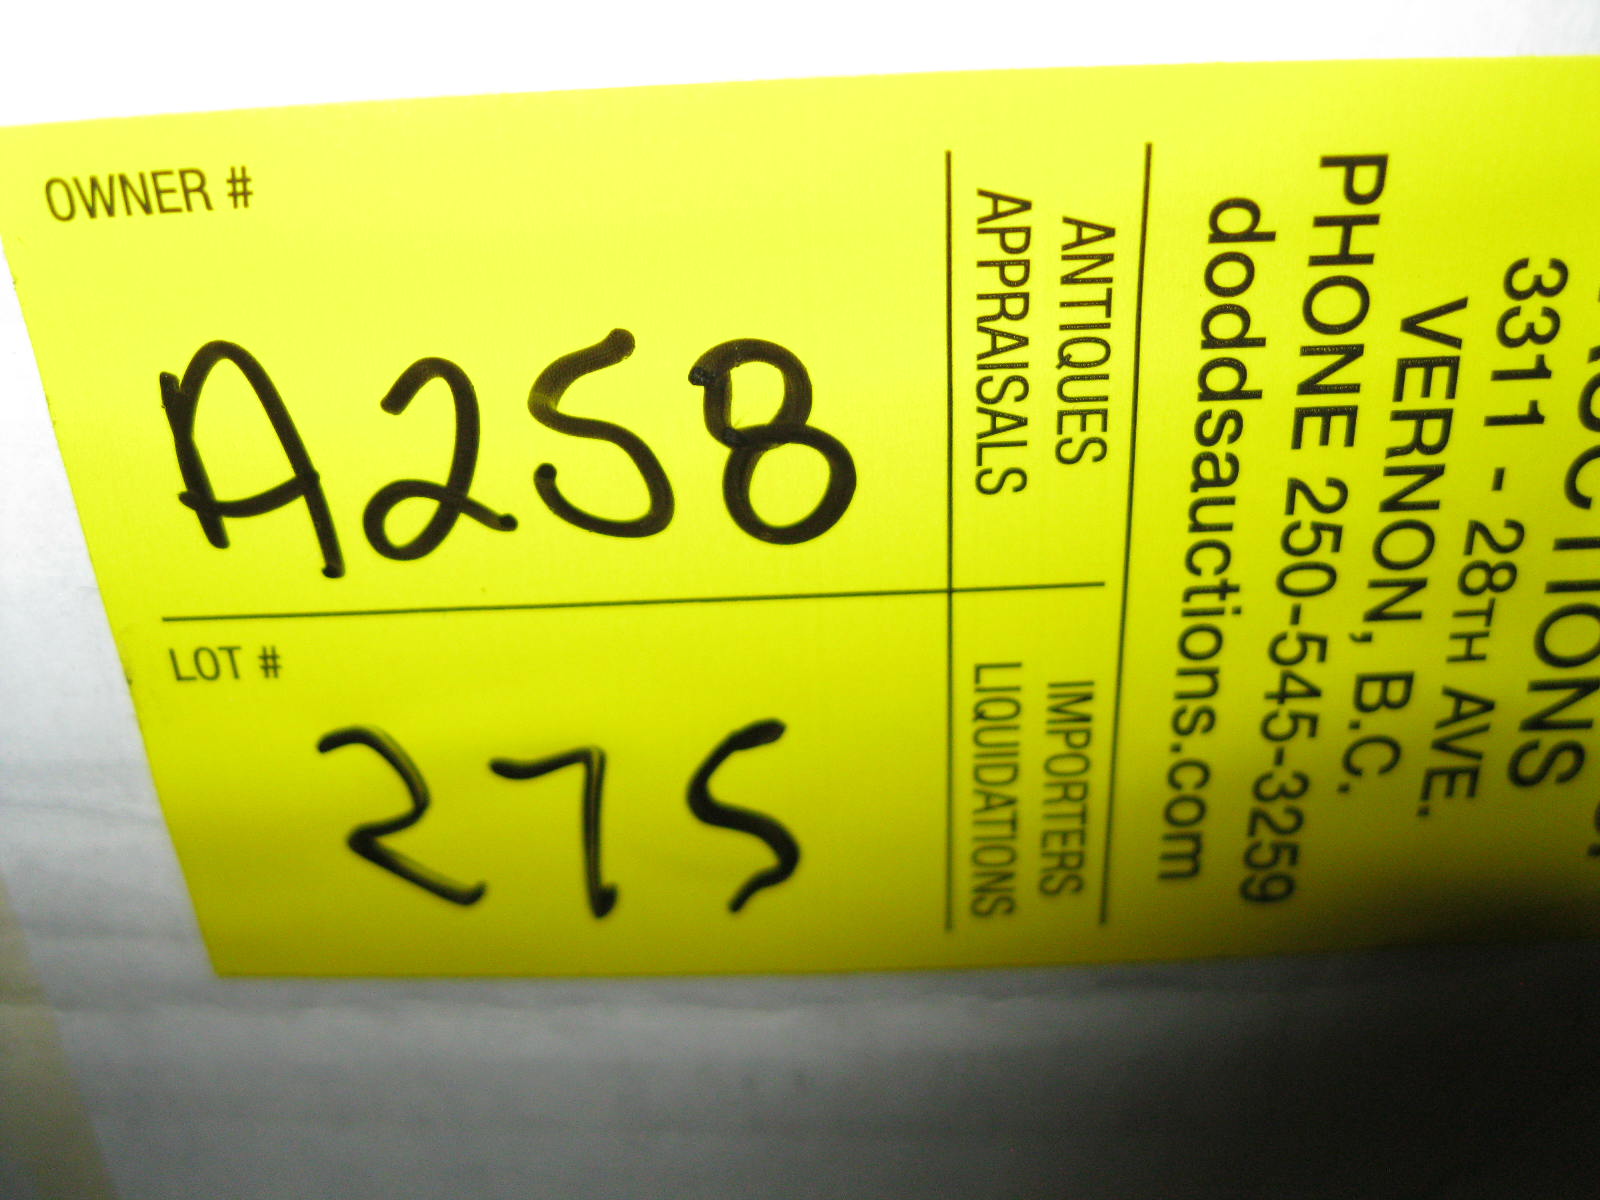 OWNER #
A258
LOT #
275
3311 - 28TH AVE.
VERNON, B.C.
PHONE 250-545-3259
doddsauctions.com
ANTIQUES
APPRAISALS
IMPORTERS
LIQUIDATIONS